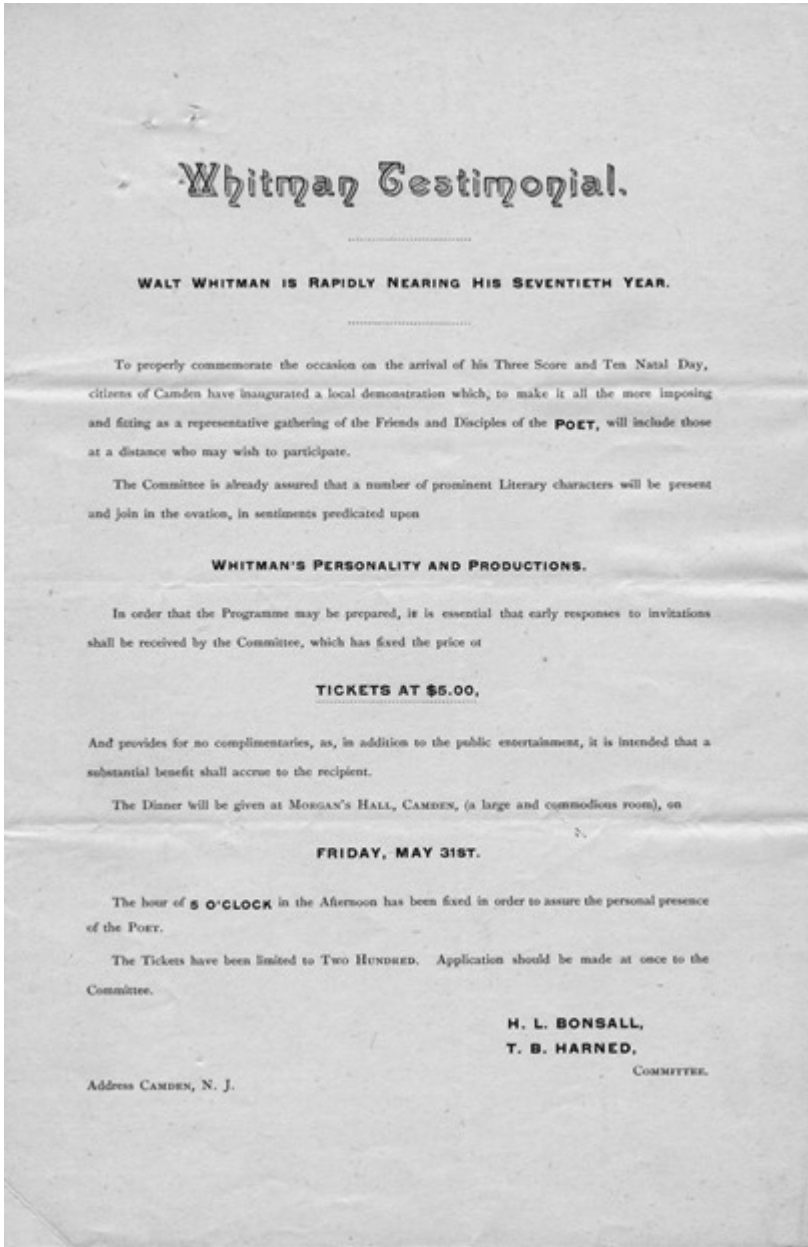 Whitman Testimonial.
WALT WHITMAN IS RAPIDLY NEARING HIS SEVENTIETH YEAR.
To properly commemorate the occasion on the arrival of his Three Score and Ten Natal Day,
citizens of Camden have inaugurated a local demonstration which, to make it all the more imposing
and fitting as a representative gathering of the Friends and Disciples of the POET, will include those
at a distance who may wish to participate.
The Committee is already assured that a number of prominent Literary characters will be present
and join in the ovation, in sentiments predicated upon
WHITMAN'S PERSONALITY AND PRODUCTIONS.
In order that the Programme may be prepared, it is essential that early responses to invitations
shall be received by the Committee, which has fixed the price of
TICKETS AT $5.00,
And provides for no complimentaries, as, in addition to the public entertainment, it is intended that a
substantial benefit shall accrue to the recipient.
The Dinner will be given at MORGAN'S HALL, CAMDEN, (a large and commodious room), on
FRIDAY, MAY 31ST.
The hour of 5 O'CLOCK in the Afternoon has been fixed in order to assure the personal presence
of the POET.
The Tickets have been limited to TWO HUNDRED. Application should be made at once to the
Committee.
H. L. BONSALL,
T. B. HARNED,
COMMITTEE.
Address CAMDEN, N. J.